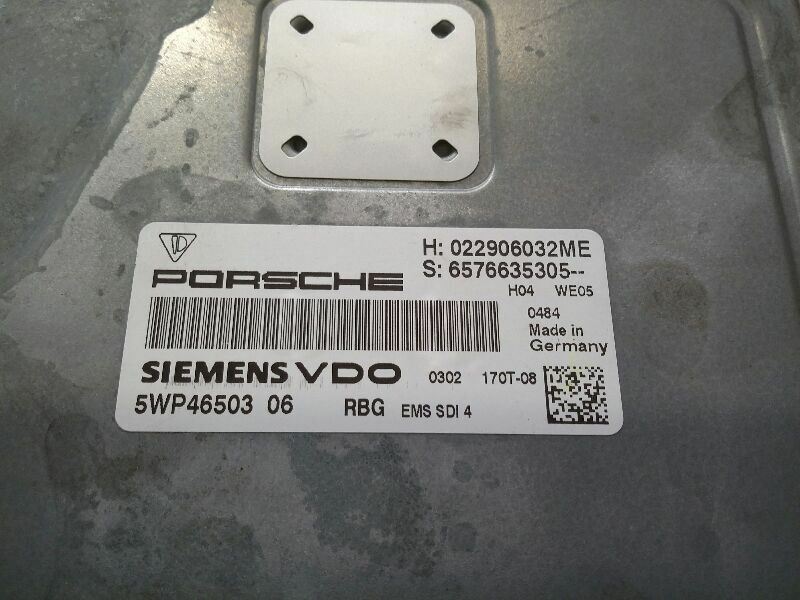 H: 022906032ME
PORSCHE
S: 6576635305--
H04 WE05
0484
Made in
Germany
SIEMENS VDO 0302 170T-08
5WP46503 06 RBG EMS SDI 4